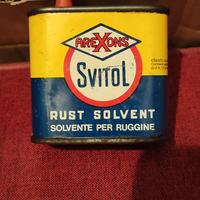 AREXONS
SVITOL
RUST SOLVENT
SOLVENTE PER RUGGINE